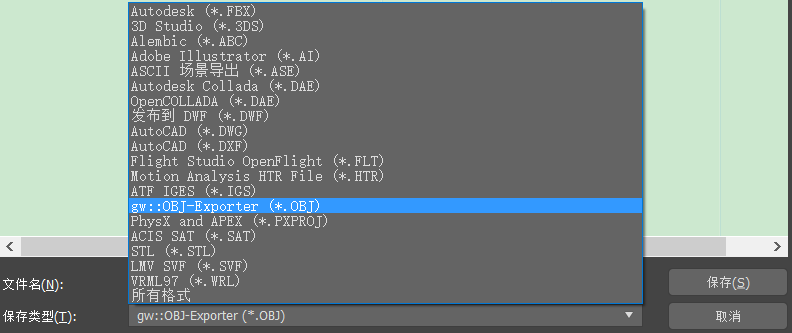 Autodesk (*.FBX)
3D Studio (*.3DS)
Alembic (*.ABC)
Adobe Illustrator (*.AI)
ASCII 场景导出 (*.ASE)
Autodesk Collada (*.DAE)
OpenCOLLADA (*.DAE)
发布到 DWF (*.DWF)
AutoCAD (*.DWG)
AutoCAD (*.DXF)
Flight Studio OpenFlight (*.FLT)
Motion Analysis HTR File (*.HTR)
ATF IGES (*.IGS)
gw::OBJ-Exporter (*.OBJ)
PhysX and APEX (*.PXPROJ)
ACIS SAT (*.SAT)
STL (*.STL)
LMV SVF (*.SVF)
VRML97 (*.WRL)
所有格式
文件名(N):
保存(S)
保存类型(T):
gw::OBJ-Exporter (*.OBJ)
取消